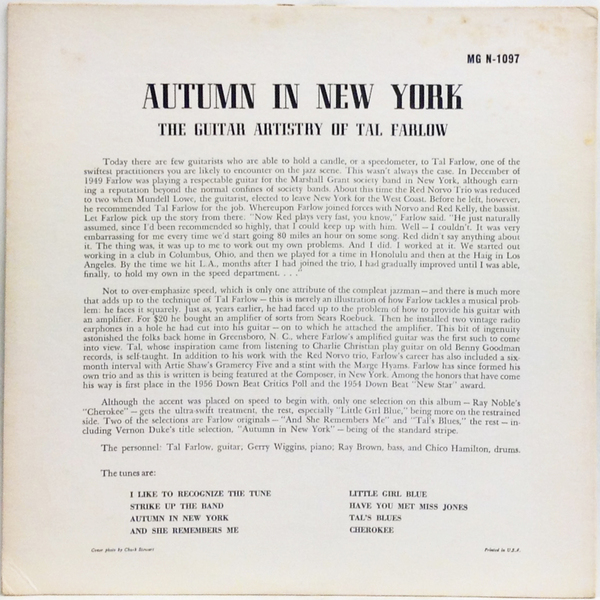 MG N-1097
AUTUMN IN NEW YORK
THE GUITAR ARTISTRY OF TAL FARLOW
Today there are few guitarists who are able to hold a candle, or a speedometer, to Tal Farlow, one of the
swiftest practitioners you are likely to encounter on the jazz scene. This wasn't always the case. In December of
1949 Farlow was playing a respectable guitar for the Marshall Grant society band in New York, although earn-
ing a reputation beyond the normal confines of society bands. About this time the Red Norvo Trio was reduced
to two when Mundell Lowe, the guitarist, elected to leave New York for the West Coast. Before he left, however,
he recommended Tal Farlow for the job. Whereupon Farlow joined forces with Norvo and Red Kelly, the bassist.
Let Farlow pick up the story from there. "Now Red plays very fast, you know," Farlow said. "He just naturally
assumed, since I'd been recommended so highly, that I could keep up with him. Well — I couldn't. It was very
embarrassing for me every time we'd start going 80 miles an hour on some song. Red didn't say anything about
it. The thing was, it was up to me to work out my own problems. And I did. I worked at it. We started out
working in a club in Columbus, Ohio, and then we played for a time in Honolulu and then at the Haig in Los
Angeles. By the time we hit L.A., months after I had joined the trio, I had gradually improved until I was able,
finally, to hold my own in the speed department. . . ."
Not to over-emphasize speed, which is only one attribute of the compleat jazzman — and there is much more
that adds up to the technique of Tal Farlow — this is merely an illustration of how Farlow tackles a musical prob-
lem: he faces it squarely. Just as, years earlier, he had faced up to the problem of how to provide his guitar with
an amplifier. For $20 he bought an amplifier of sorts from Sears Roebuck. Then he installed two vintage radio
earphones in a hole he had cut into his guitar — on to which he attached the amplifier. This bit of ingenuity
astonished the folks back home in Greensboro, N. C., where Farlow's amplified guitar was the first such to come
into view. Tal, whose inspiration came from listening to Charlie Christian play guitar on old Benny Goodman
records, is self-taught. In addition to his work with the Red Norvo trio, Farlow's career has also included a six-
month interval with Artie Shaw's Gramercy Five and a stint with the Marge Hyams. Farlow has since formed his
own trio and as this is written is being featured at the Composer, in New York. Among the honors that have come
his way is first place in the 1956 Down Beat Critics Poll and the 1954 Down Beat "New Star" award.
Although the accent was placed on speed to begin with, only one selection on this album — Ray Noble's
"Cherokee" — gets the ultra-swift treatment, the rest, especially "Little Girl Blue," being more on the restrained
side. Two of the selections are Farlow originals — "And She Remembers Me" and "Tal's Blues," the rest — in-
cluding Vernon Duke's title selection, "Autumn in New York" — being of the standard stripe.
The personnel: Tal Farlow, guitar, Gerry Wiggins, piano; Ray Brown, bass, and Chico Hamilton, drums.
The tunes are:
I LIKE TO RECOGNIZE THE TUNE
STRIKE UP THE BAND
AUTUMN IN NEW YORK
AND SHE REMEMBERS ME
LITTLE GIRL BLUE
HAVE YOU MET MISS JONES
TAL'S BLUES
CHEROKEE
Cover photo by Chuck Stewart
Printed in U.S.A.